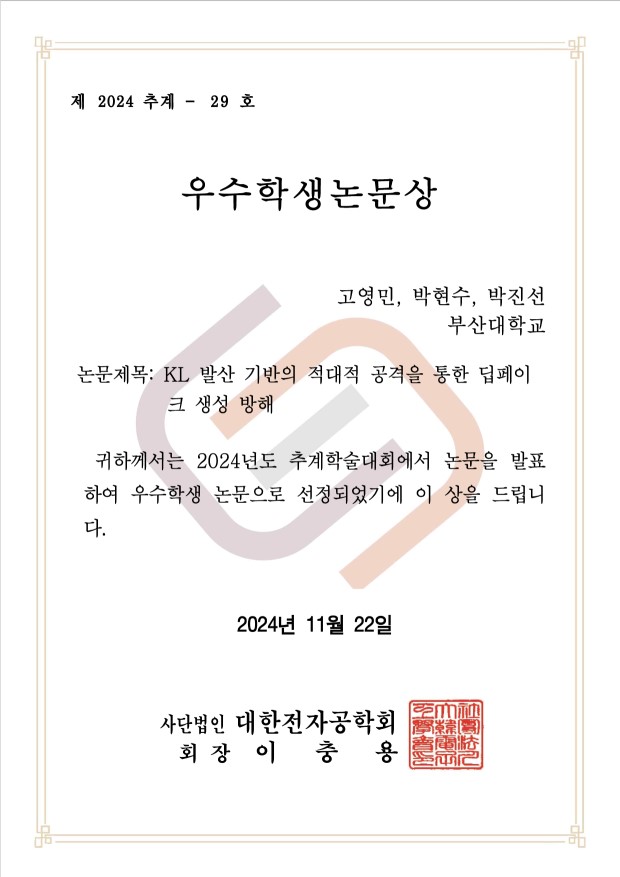 제 2024 추계 - 29 호
우수학생논문상
고영민, 박현수, 박진선
부산대학교
논문제목: KL 발산 기반의 적대적 공격을 통한 딥페이
크 생성 방해
귀하께서는 2024년도 추계학술대회에서 논문을 발표
하여 우수학생 논문으로 선정되었기에 이 상을 드립니
다.
2024년 11월 22일
사단법인 대한전자공학회
회 장 이 충 용